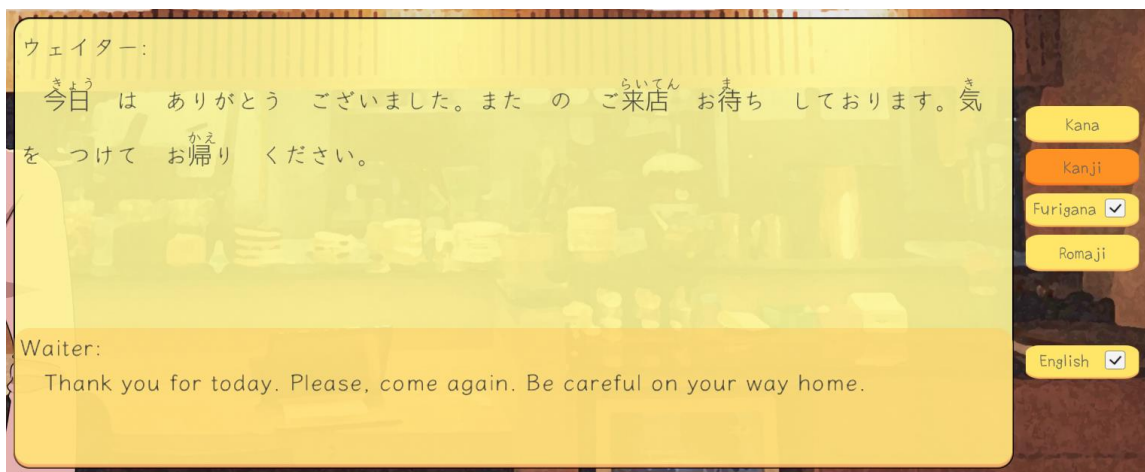 ウェイター:
今日 は ありがとう ございました。また の ご来店 お待ち しております。気
を つけて お帰り ください。
Waiter:
Thank you for today. Please, come again. Be careful on your way home.
きょう
らいてん
ま
き
かえ
Kana
Kanji
Furigana
Romaji
English